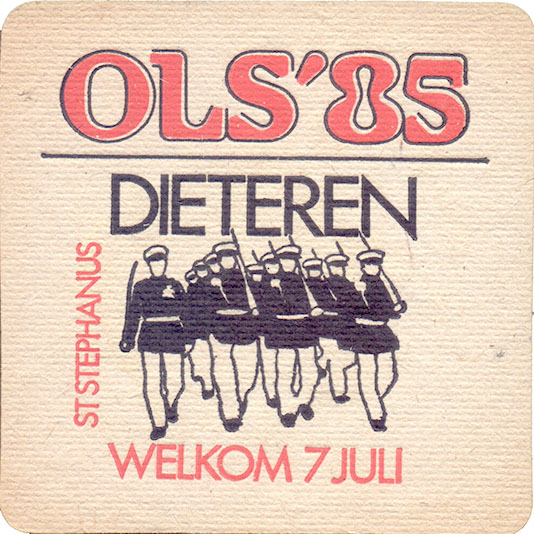 OLS'85
DIETEREN
ST STEPHANUS
WELKOM 7 JULI